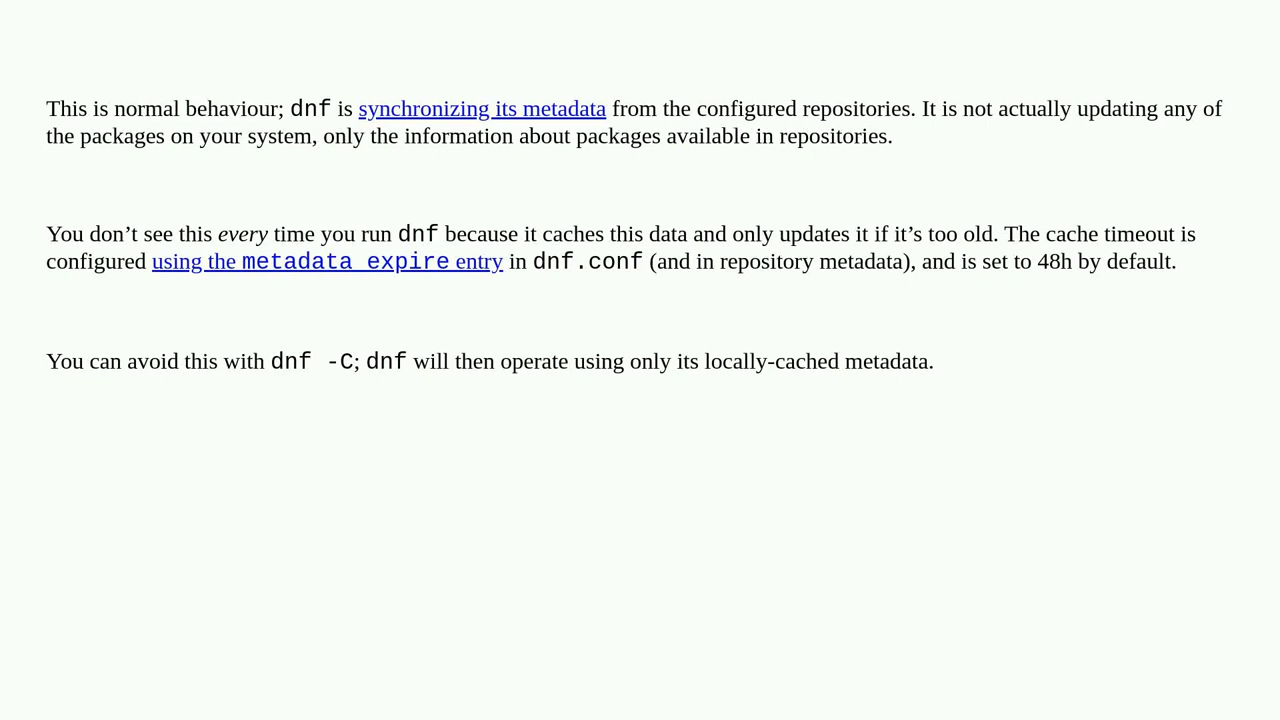 This is normal behaviour; dnf is synchronizing its metadata from the configured repositories. It is not actually updating any of
the packages on your system, only the information about packages available in repositories.
You don’t see this every time you run dnf because it caches this data and only updates it if it’s too old. The cache timeout is
configured using the metadata_expire entry in dnf.conf (and in repository metadata), and is set to 48h by default.
You can avoid this with dnf -C; dnf will then operate using only its locally-cached metadata.